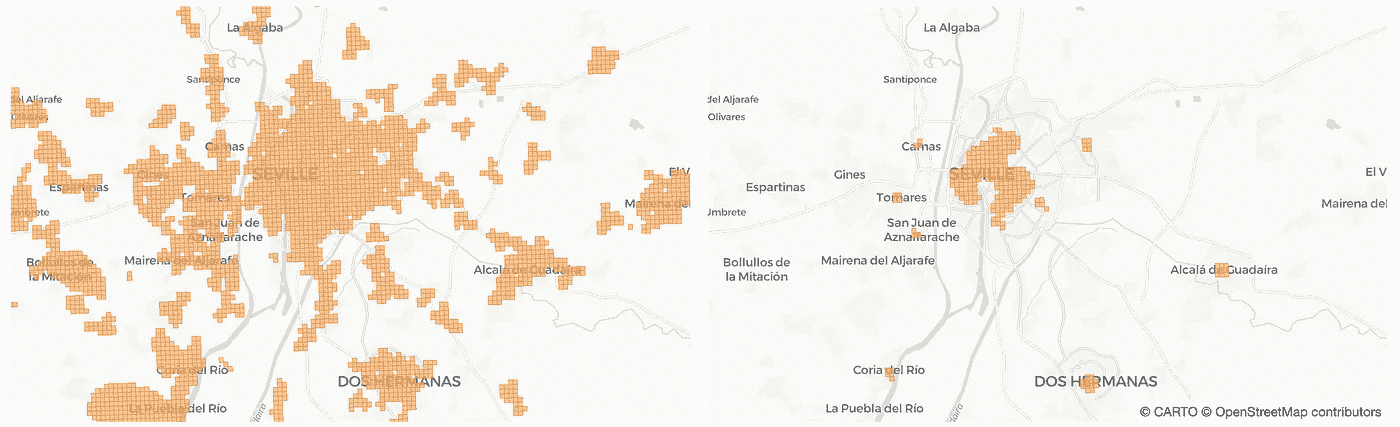 La Algaba
Santiponce
del Aljarafe
Olivares
Camas
Gines
SEVILLE
Espartinas
Tomares
Umbrete
San Juan de
Aznalfarache
Bollullos de
la Mitación
Mairena del Aljarafe
Alcalá de Guadaíra
El V
Mairena del
Coria del Río
DOS HERMANAS
La Puebla del Río
La Algaba
Santiponce
del Aljarafe
Olivares
Camas
Gines
SEVILLE
Espartinas
Tomares
Umbrete
San Juan de
Aznalfarache
Bollullos de
la Mitación
Mairena del Aljarafe
Alcalá de Guadaíra
El V
Mairena del
Coria del Río
DOS HERMANAS
La Puebla del Río
© CARTO © OpenStreetMap contributors